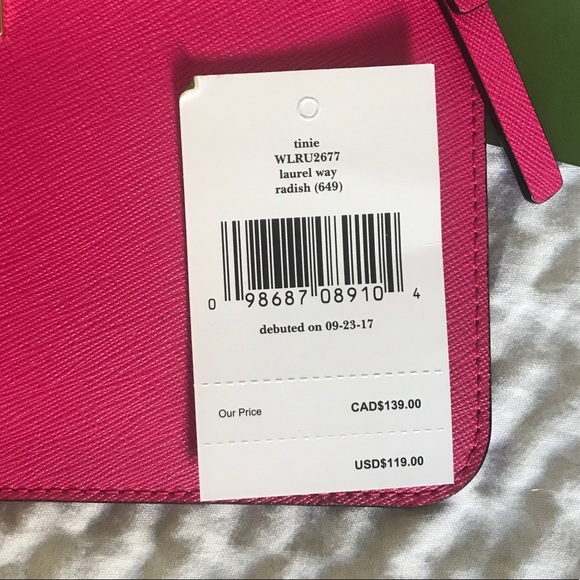 tinie
WLRU2677
laurel way
radish (649)
0 98687 08910 4
debuted on 09-23-17
Our Price CAD$139.00
USD$119.00